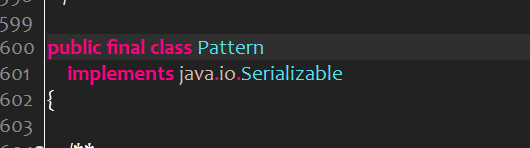 599
600 public final class Pattern
601 implements java.io.Serializable
602 {
603
/**